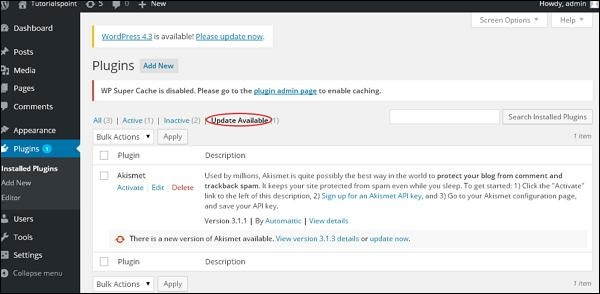 Tutorialspoint 5 0 + New Howdy, admin
Screen Options ▼ Help ▼
WordPress 4.3 is available! Please update now.
Plugins Add New
WP Super Cache is disabled. Please go to the plugin admin page to enable caching.
All (3) | Active (1) | Inactive (2) | Update Available (1)
Search Installed Plugins
Bulk Actions Apply
1 item
Plugin Description
Akismet
Activate | Edit | Delete
Used by millions, Akismet is quite possibly the best way in the world to protect your blog from comment and
trackback spam. It keeps your site protected from spam even while you sleep. To get started: 1) Click the "Activate"
link to the left of this description, 2) Sign up for an Akismet API key, and 3) Go to your Akismet configuration page,
and save your API key.
Version 3.1.1 | By Automattic | View details
There is a new version of Akismet available. View version 3.1.3 details or update now.
Plugin Description
Bulk Actions Apply
1 item
Dashboard
Posts
Media
Pages
Comments
Appearance
Plugins 1
Installed Plugins
Add New
Editor
Users
Tools
Settings
Collapse menu